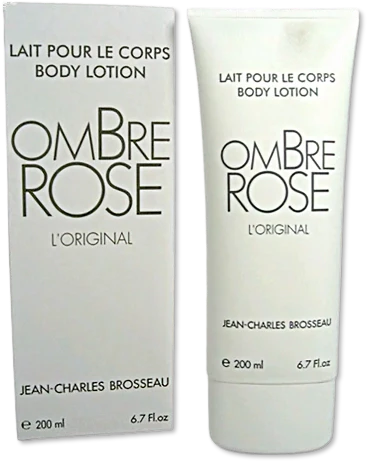 LAIT POUR LE CORPS
BODY LOTION
OMBRE
ROSE
L'ORIGINAL
JEAN-CHARLES BROSSEAU
e 200 ml 6.7 Fl.oz
LAIT POUR LE CORPS
BODY LOTION
OMBRE
ROSE
L'ORIGINAL
JEAN-CHARLES BROSSEAU
e 200 ml 6.7 Fl.oz